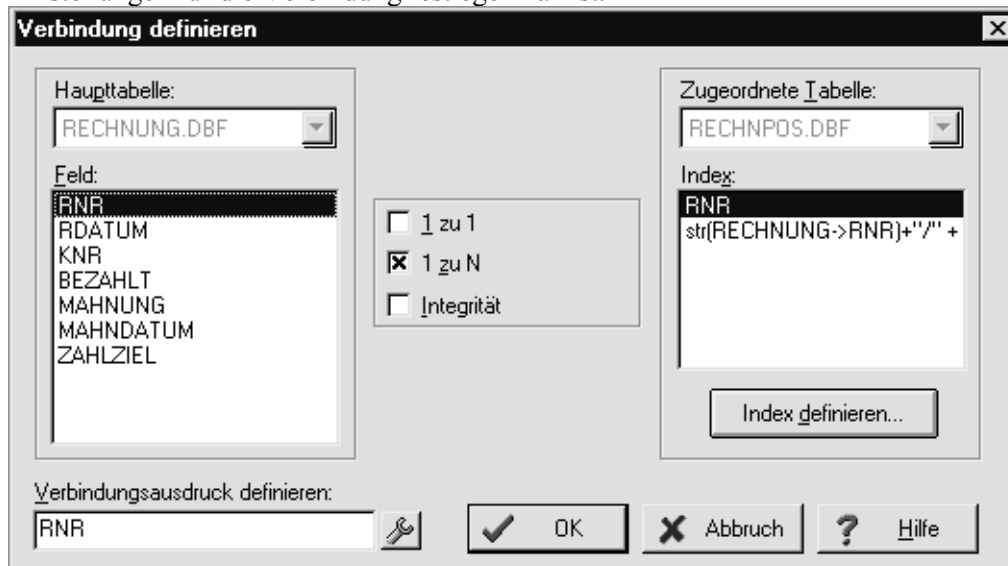 Verbindung definieren
Haupttabelle:
RECHNUNG.DBF
Feld:
RNR
RDATUM
KNR
BEZAHLT
MAHNUNG
MAHNDATUM
ZAHLZIEL
1 zu 1
1 zu N
Integrität
Zugeordnete Tabelle:
RECHNPOS.DBF
Index:
RNR
str(RECHNUNG->RNR)+"/" +
Index definieren...
Verbindungsausdruck definieren:
RNR
OK
Abbruch
Hilfe